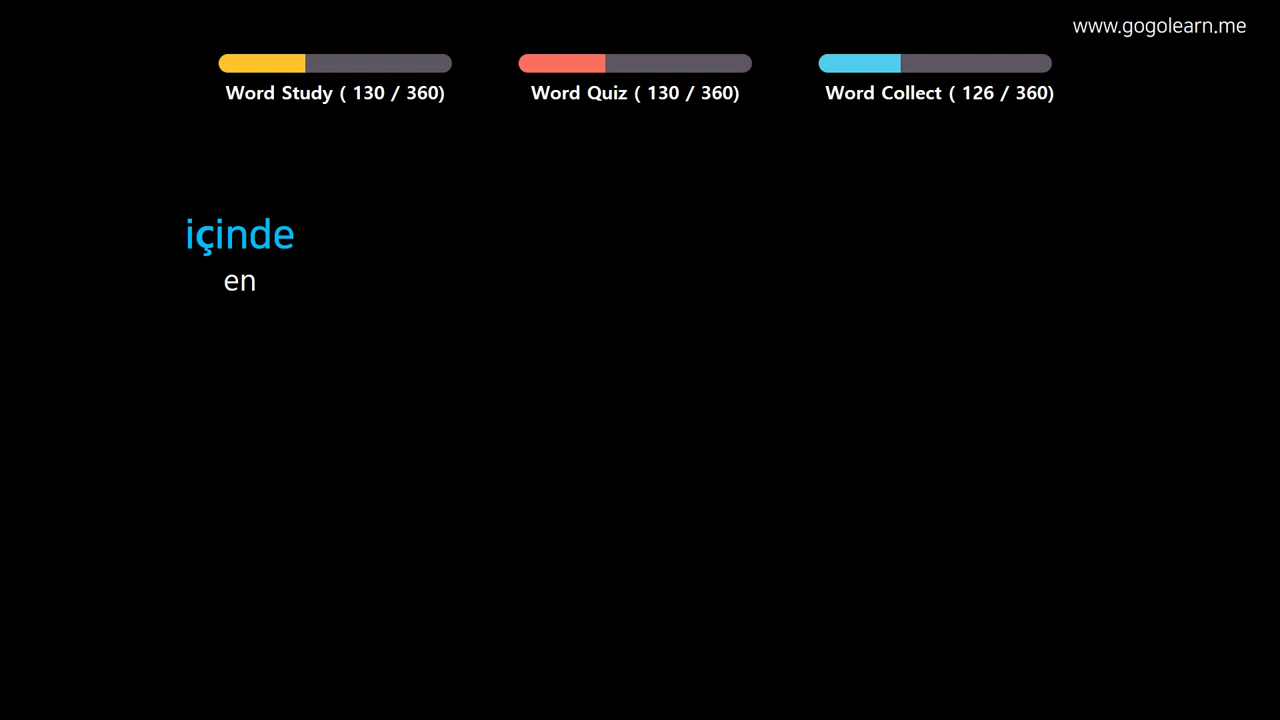 www.gogolearn.me
Word Study ( 130 / 360)
Word Quiz ( 130 / 360)
Word Collect ( 126 / 360)
içinde
en